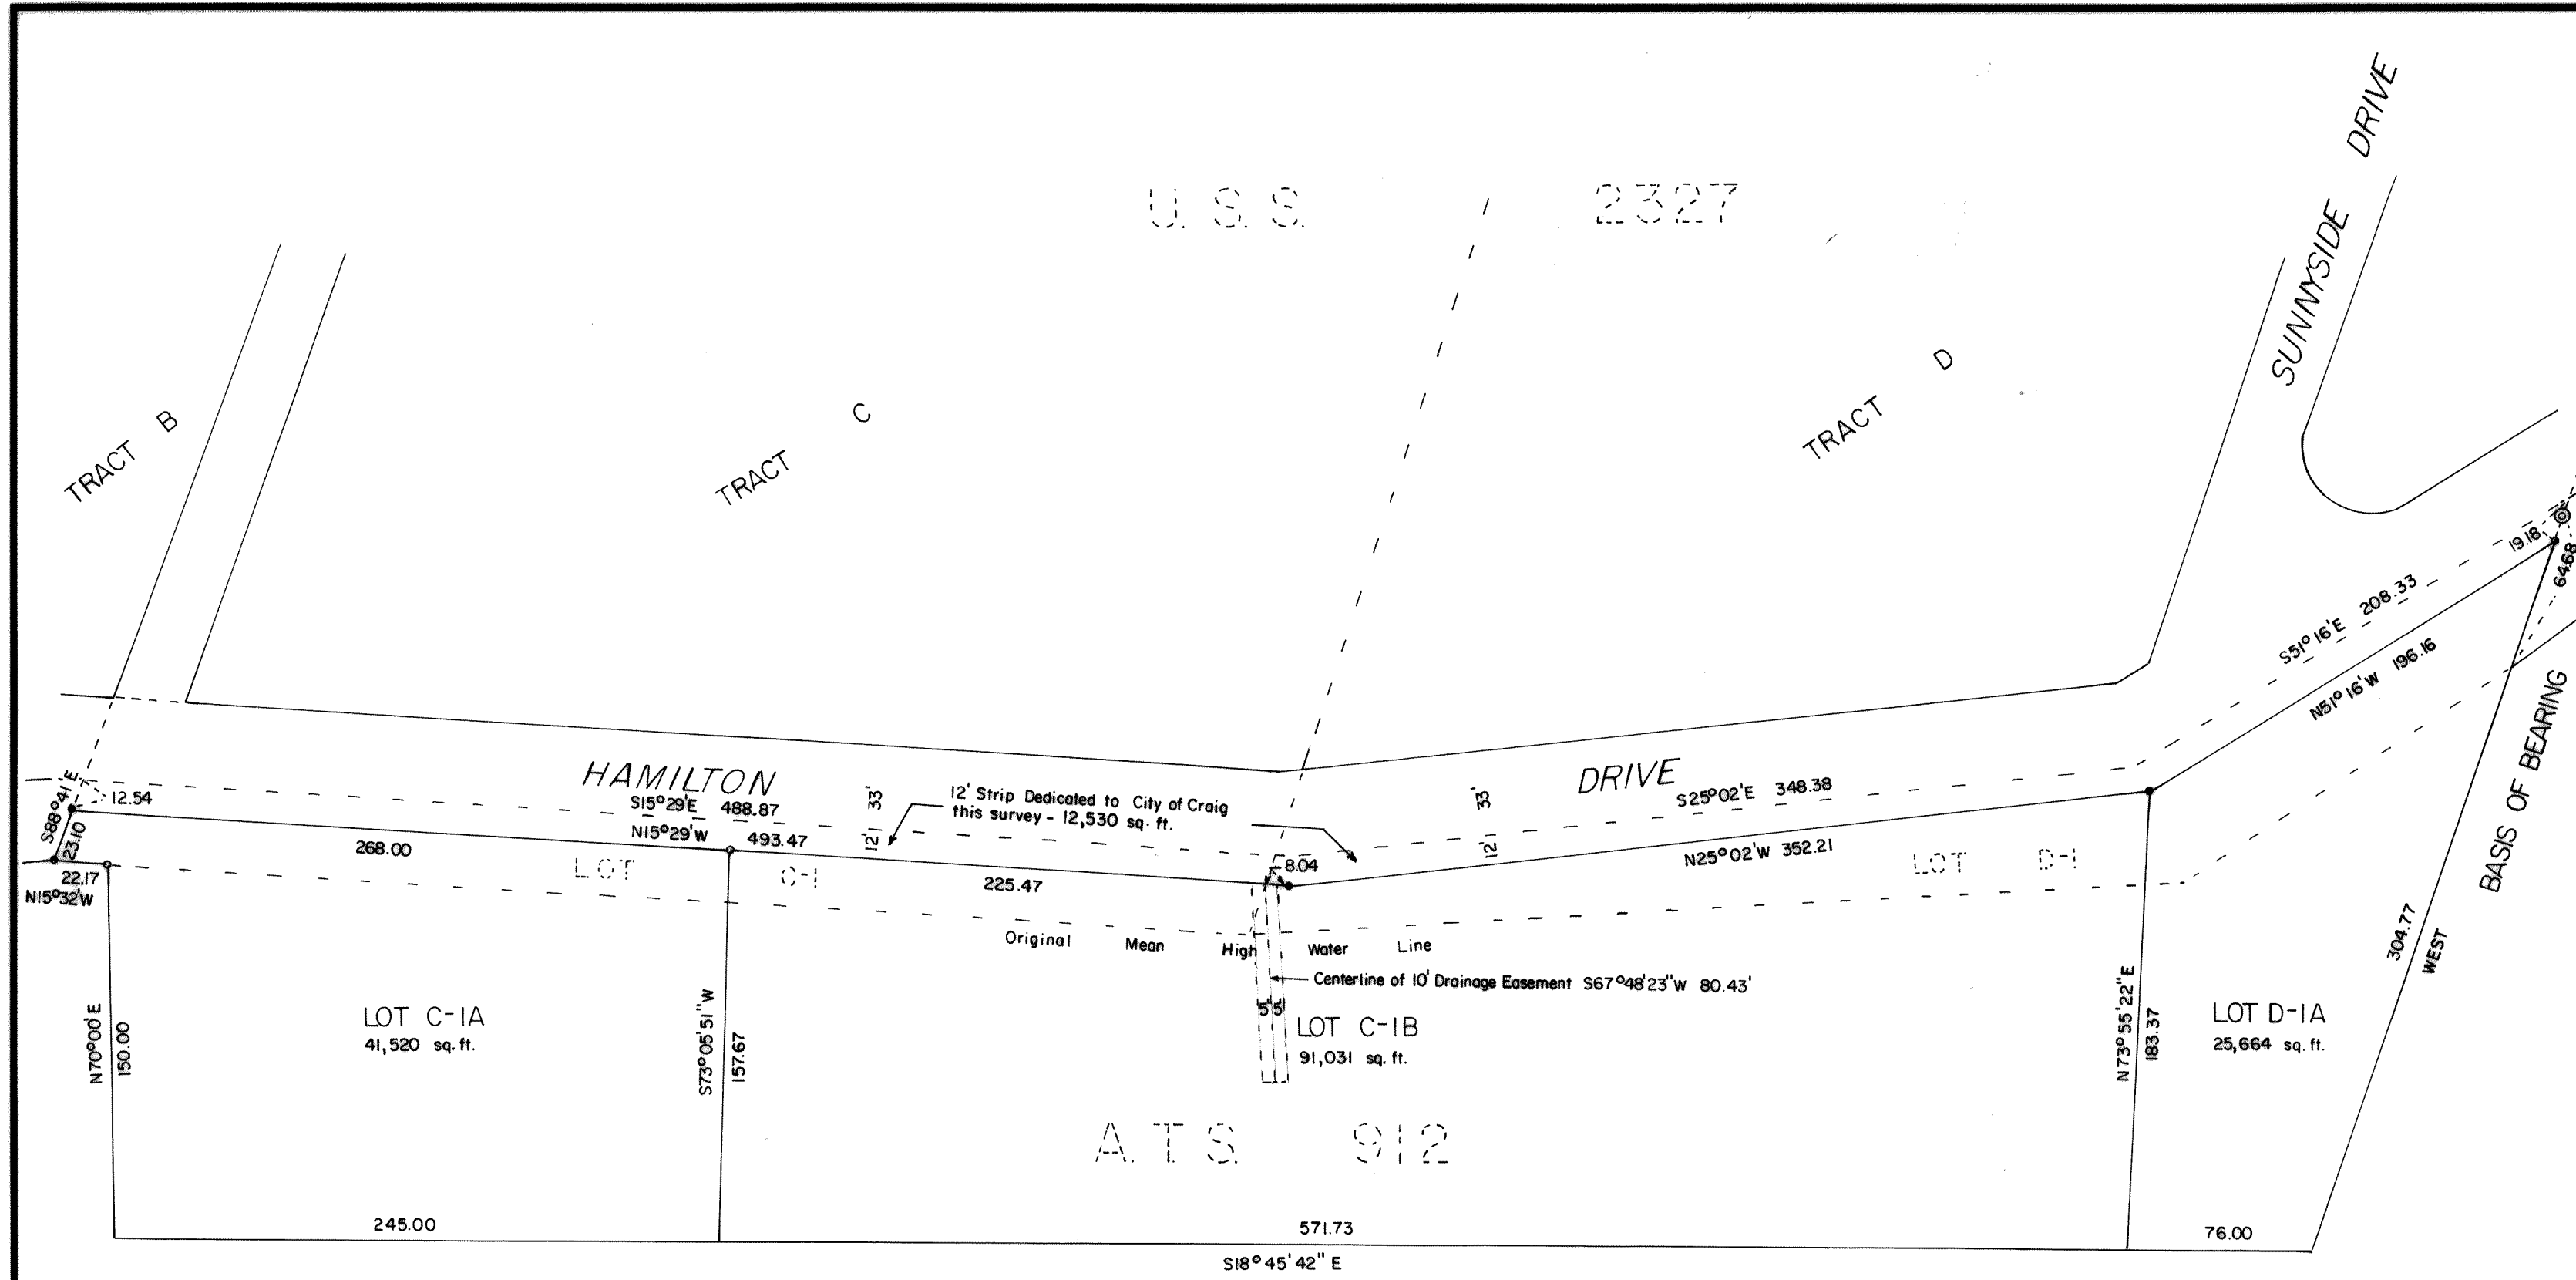 U.S.S. 2327
SUNNYSIDE DRIVE
TRACT B
TRACT C
TRACT D
19.18
64.68
S51°16'E 208.33
N51°16'W 196.16
BASIS OF BEARING
HAMILTON DRIVE
S88°41'E
23.10
12.54
S15°29'E 488.87
N15°29'W 493.47
33'
12'
12' Strip Dedicated to City of Craig
this survey - 12,530 sq. ft.
33'
12'
S25°02'E 348.38
N25°02'W 352.21
268.00
225.47
8.04
LOT C-1
LOT D-1
22.17
N15°32'W
Original Mean High Water Line
Centerline of 10' Drainage Easement S67°48'23"W 80.43'
5' 5'
N70°00'E
150.00
LOT C-1A
41,520 sq. ft.
S73°05'51"W
157.67
LOT C-1B
91,031 sq. ft.
N73°55'22"E
183.37
LOT D-1A
25,664 sq. ft.
304.77
WEST
A.T.S. 912
245.00
571.73
76.00
S18°45'42"E